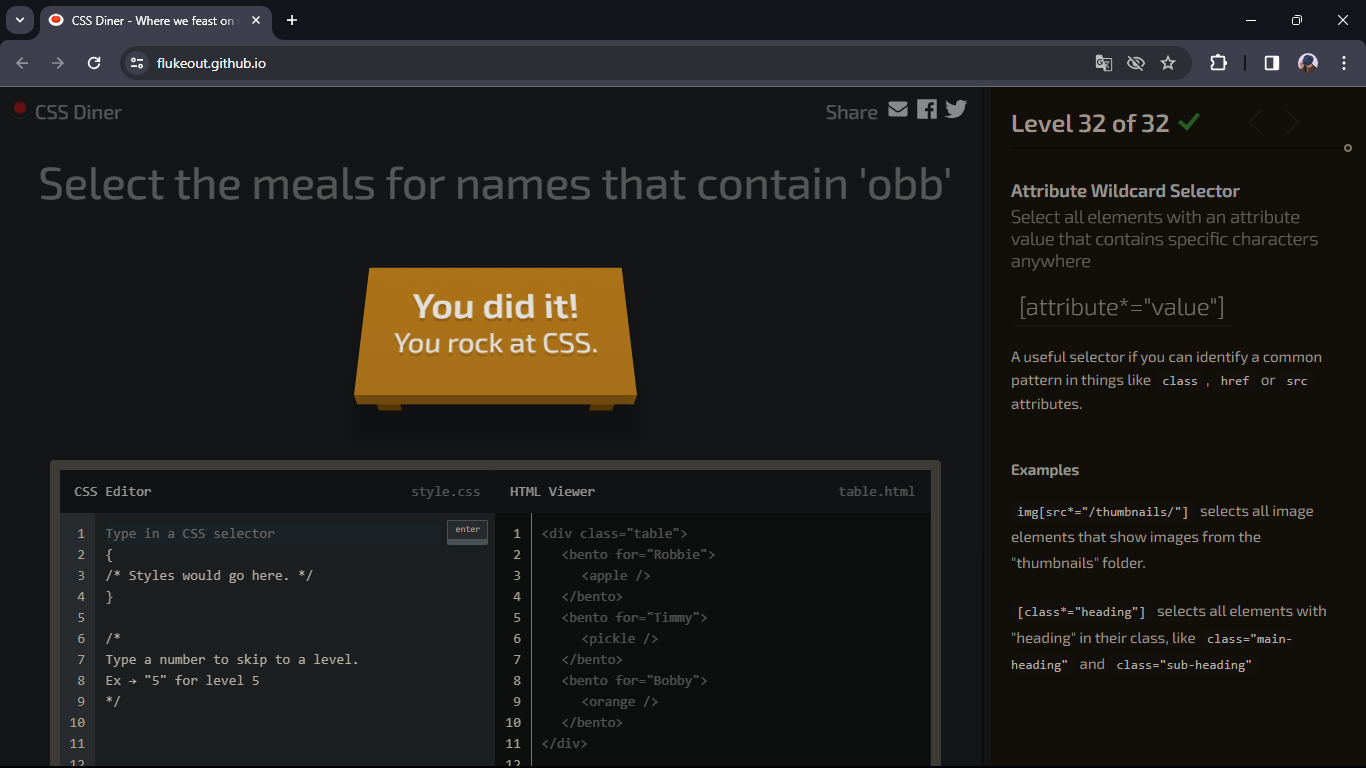 CSS Diner - Where we feast on
flukeout.github.io
CSS Diner
Share
Select the meals for names that contain 'obb'
You did it!
You rock at CSS.
CSS Editor
style.css
1 Type in a CSS selector
enter
2 {
3 /* Styles would go here. */
4 }
5
6 /*
7 Type a number to skip to a level.
8 Ex → "5" for level 5
9 */
10
11
12
HTML Viewer
table.html
1 <div class="table">
2 <bento for="Robbie">
3 <apple />
4 </bento>
5 <bento for="Timmy">
6 <pickle />
7 </bento>
8 <bento for="Bobby">
9 <orange />
10 </bento>
11 </div>
12
Level 32 of 32
Attribute Wildcard Selector
Select all elements with an attribute
value that contains specific characters
anywhere
[attribute*="value"]
A useful selector if you can identify a common
pattern in things like class , href or src
attributes.
Examples
img[src*="/thumbnails/"] selects all image
elements that show images from the
"thumbnails" folder.
[class*="heading"] selects all elements with
"heading" in their class, like class="main-
heading" and class="sub-heading"